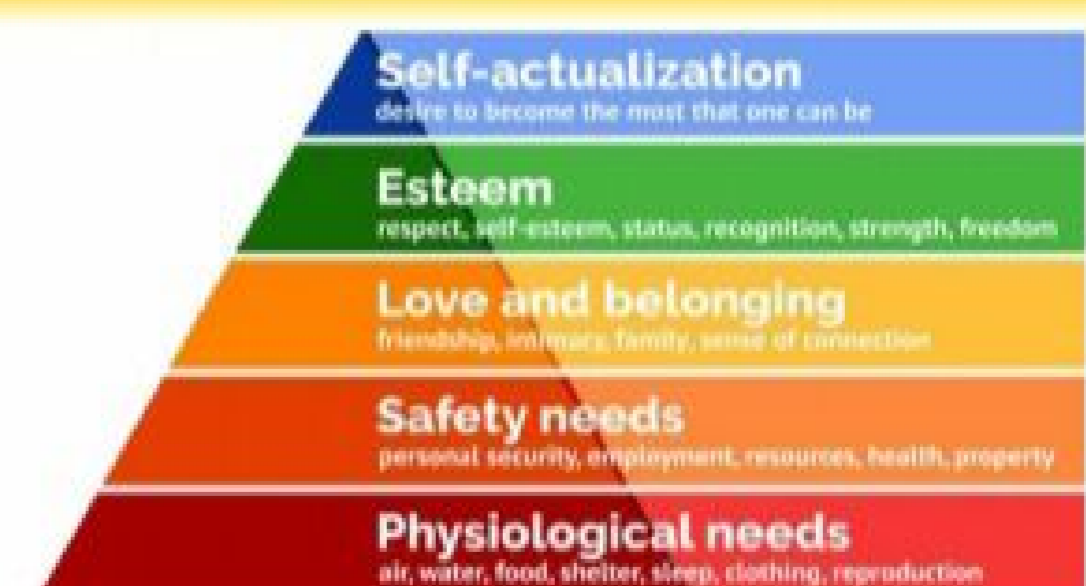 Self-actualization
desire to become the most that one can be
Esteem
respect, self-esteem, status, recognition, strength, freedom
Love and belonging
friendship, intimacy, family, sense of connection
Safety needs
personal security, employment, resources, health, property
Physiological needs
air, water, food, shelter, sleep, clothing, reproduction